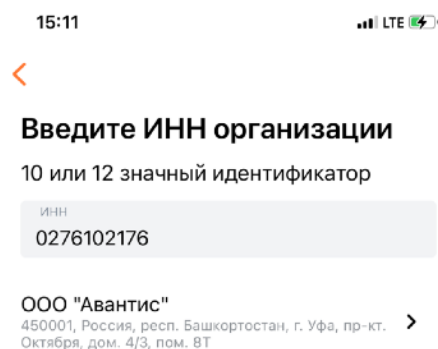 15:11 LTE
Введите ИНН организации
10 или 12 значный идентификатор
ИНН
0276102176
ООО "Авантис"
450001, Россия, респ. Башкортостан, г. Уфа, пр-кт.
Октября, дом. 4/3, пом. 8Т